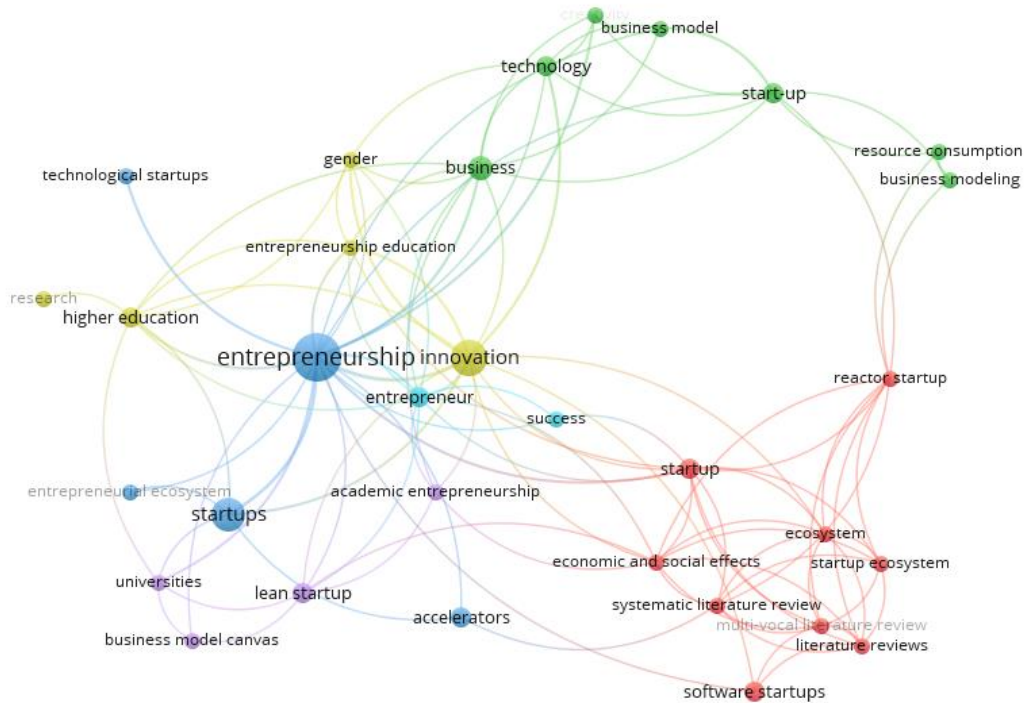 creativity
business model
technology
start-up
resource consumption
gender
business
technological startups
business modeling
entrepreneurship education
research
higher education
entrepreneurship
innovation
reactor startup
entrepreneur
success
startup
entrepreneurial ecosystem
academic entrepreneurship
startups
ecosystem
economic and social effects
startup ecosystem
universities
lean startup
systematic literature review
accelerators
multi-vocal literature review
business model canvas
literature reviews
software startups